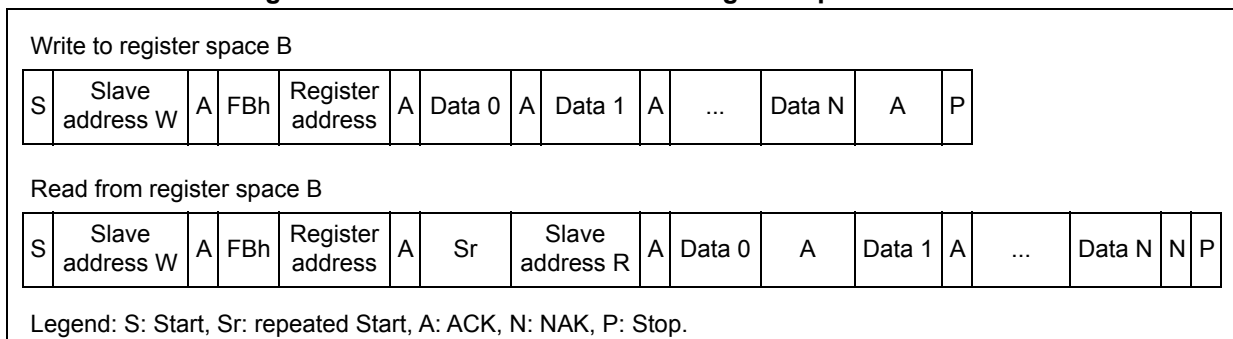 Write to register space B
S Slave address W A FBh Register address A Data 0 A Data 1 A ... Data N A P
Read from register space B
S Slave address W A FBh Register address A Sr Slave address R A Data 0 A Data 1 A ... Data N N P
Legend: S: Start, Sr: repeated Start, A: ACK, N: NAK, P: Stop.